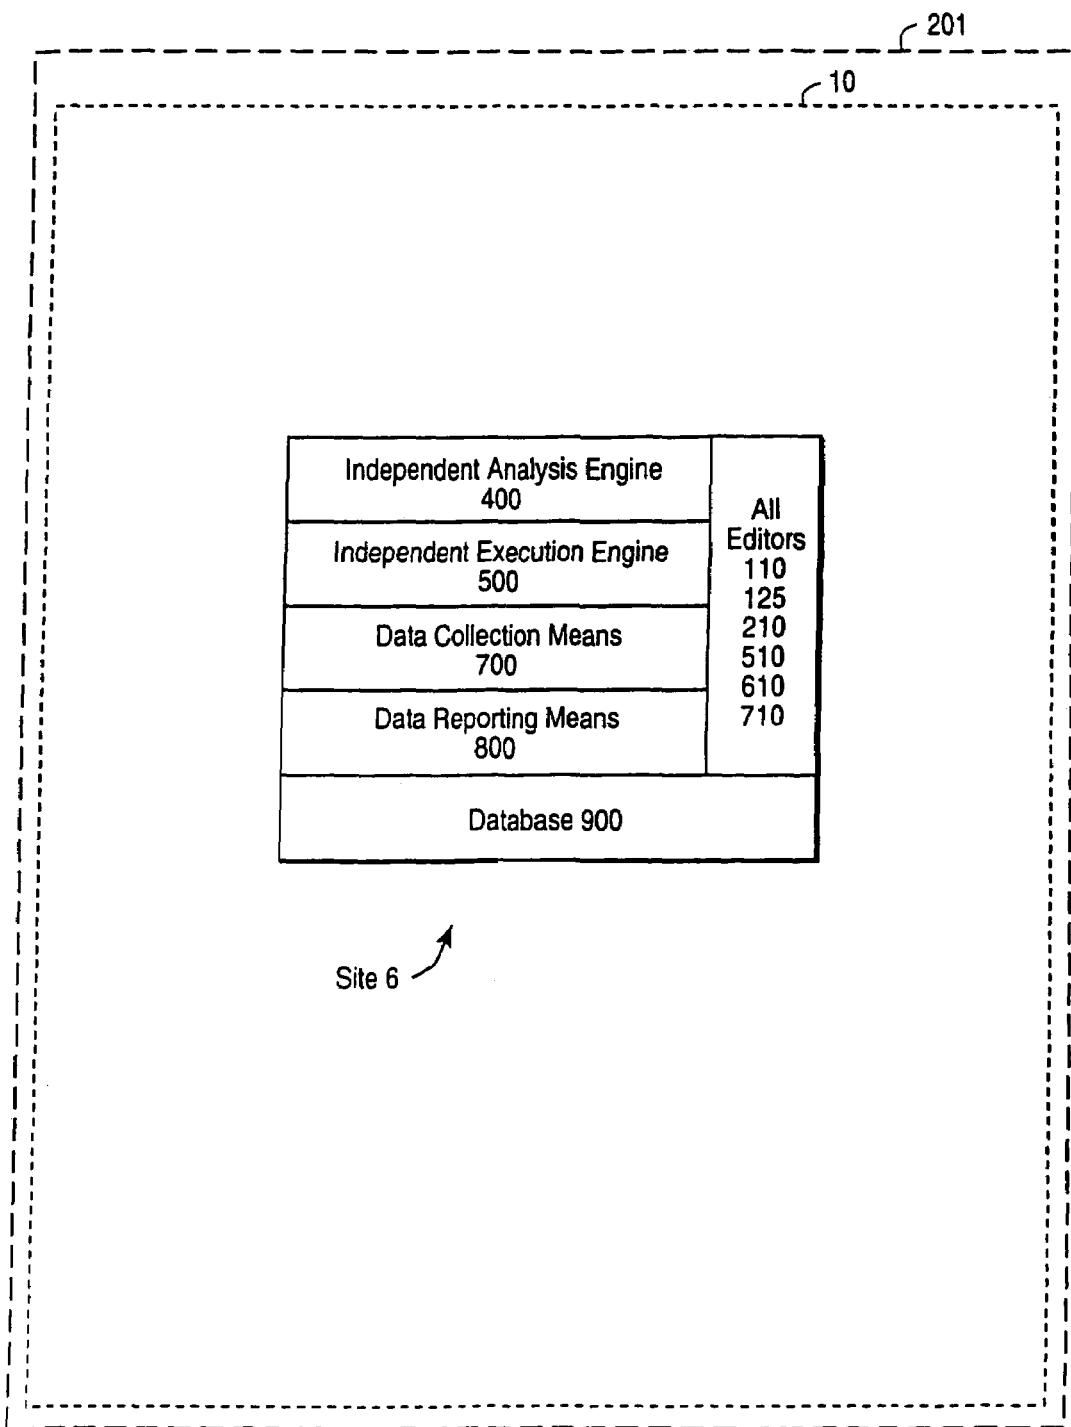 201
10
Independent Analysis Engine
400
Independent Execution Engine
500
Data Collection Means
700
Data Reporting Means
800
All
Editors
110
125
210
510
610
710
Database 900
Site 6